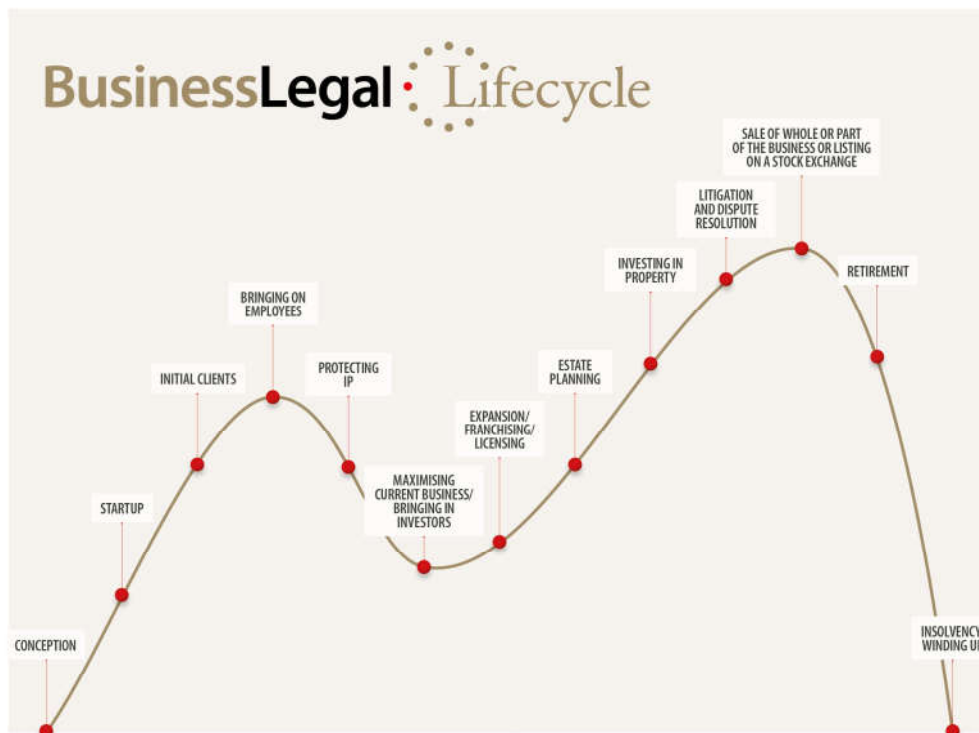 BusinessLegal Lifecycle
SALE OF WHOLE OR PART
OF THE BUSINESS OR LISTING
ON A STOCK EXCHANGE
LITIGATION
AND DISPUTE
RESOLUTION
INVESTING IN
PROPERTY
RETIREMENT
BRINGING ON
EMPLOYEES
PROTECTING
IP
ESTATE
PLANNING
INITIAL CLIENTS
EXPANSION/
FRANCHISING/
LICENSING
MAXIMISING
CURRENT BUSINESS/
BRINGING IN
INVESTORS
STARTUP
CONCEPTION
INSOLVENCY
WINDING U